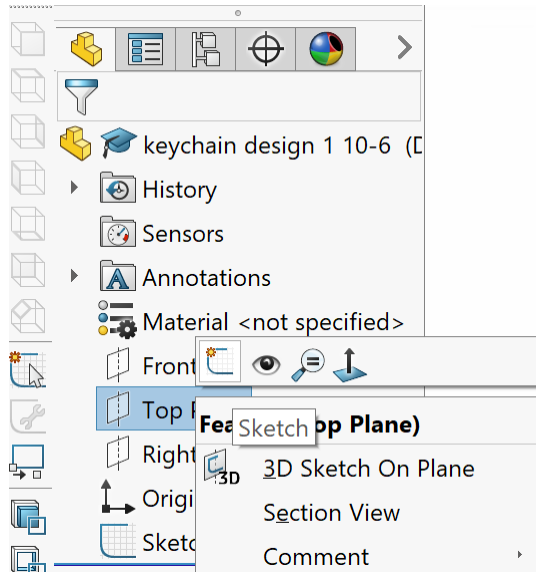 keychain design 1 10-6 (D
History
Sensors
Annotations
A
Material <not specified>
Front
Top
Fea
Sketch
op Plane)
Right
3D
3D Sketch On Plane
Origi
Section View
Sketc
Comment